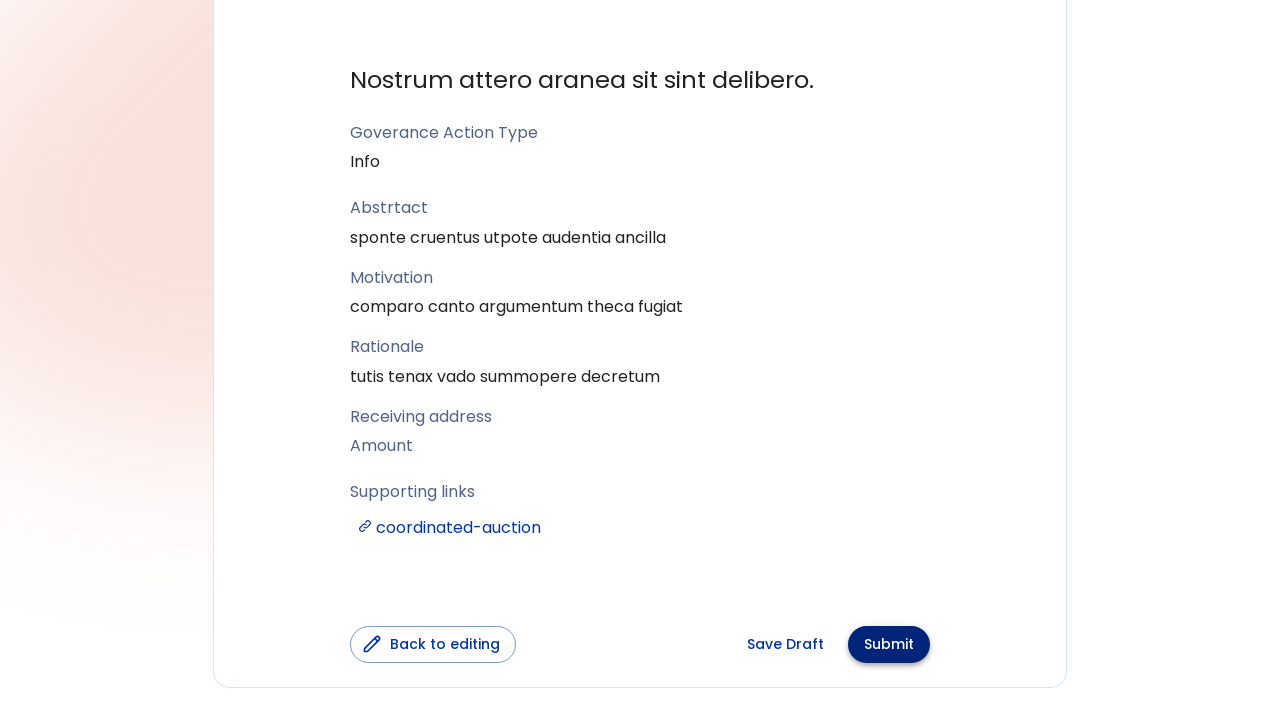 Nostrum attero aranea sit sint delibero.
Goverance Action Type
Info
Abstrtact
sponte cruentus utpote audentia ancilla
Motivation
comparo canto argumentum theca fugiat
Rationale
tutis tenax vado summopere decretum
Receiving address
Amount
Supporting links
coordinated-auction
Back to editing
Save Draft
Submit